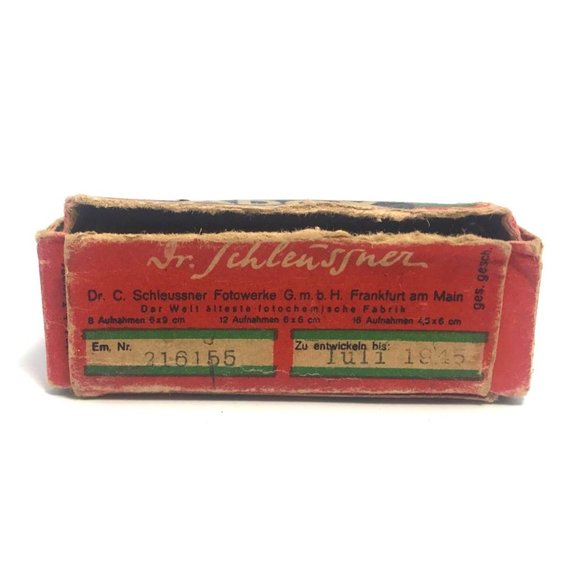 Dr. Schleussner
Dr. C. Schleussner Fotowerke G.m.b.H. Frankfurt am Main
Der Welt älteste fotochemische Fabrik
8 Aufnahmen 6x9 cm 12 Aufnahmen 6x6 cm 16 Aufnahmen 4,5x6 cm
Em. Nr. 216155
Zu entwickeln bis: Juli 1945
ges. gesch.